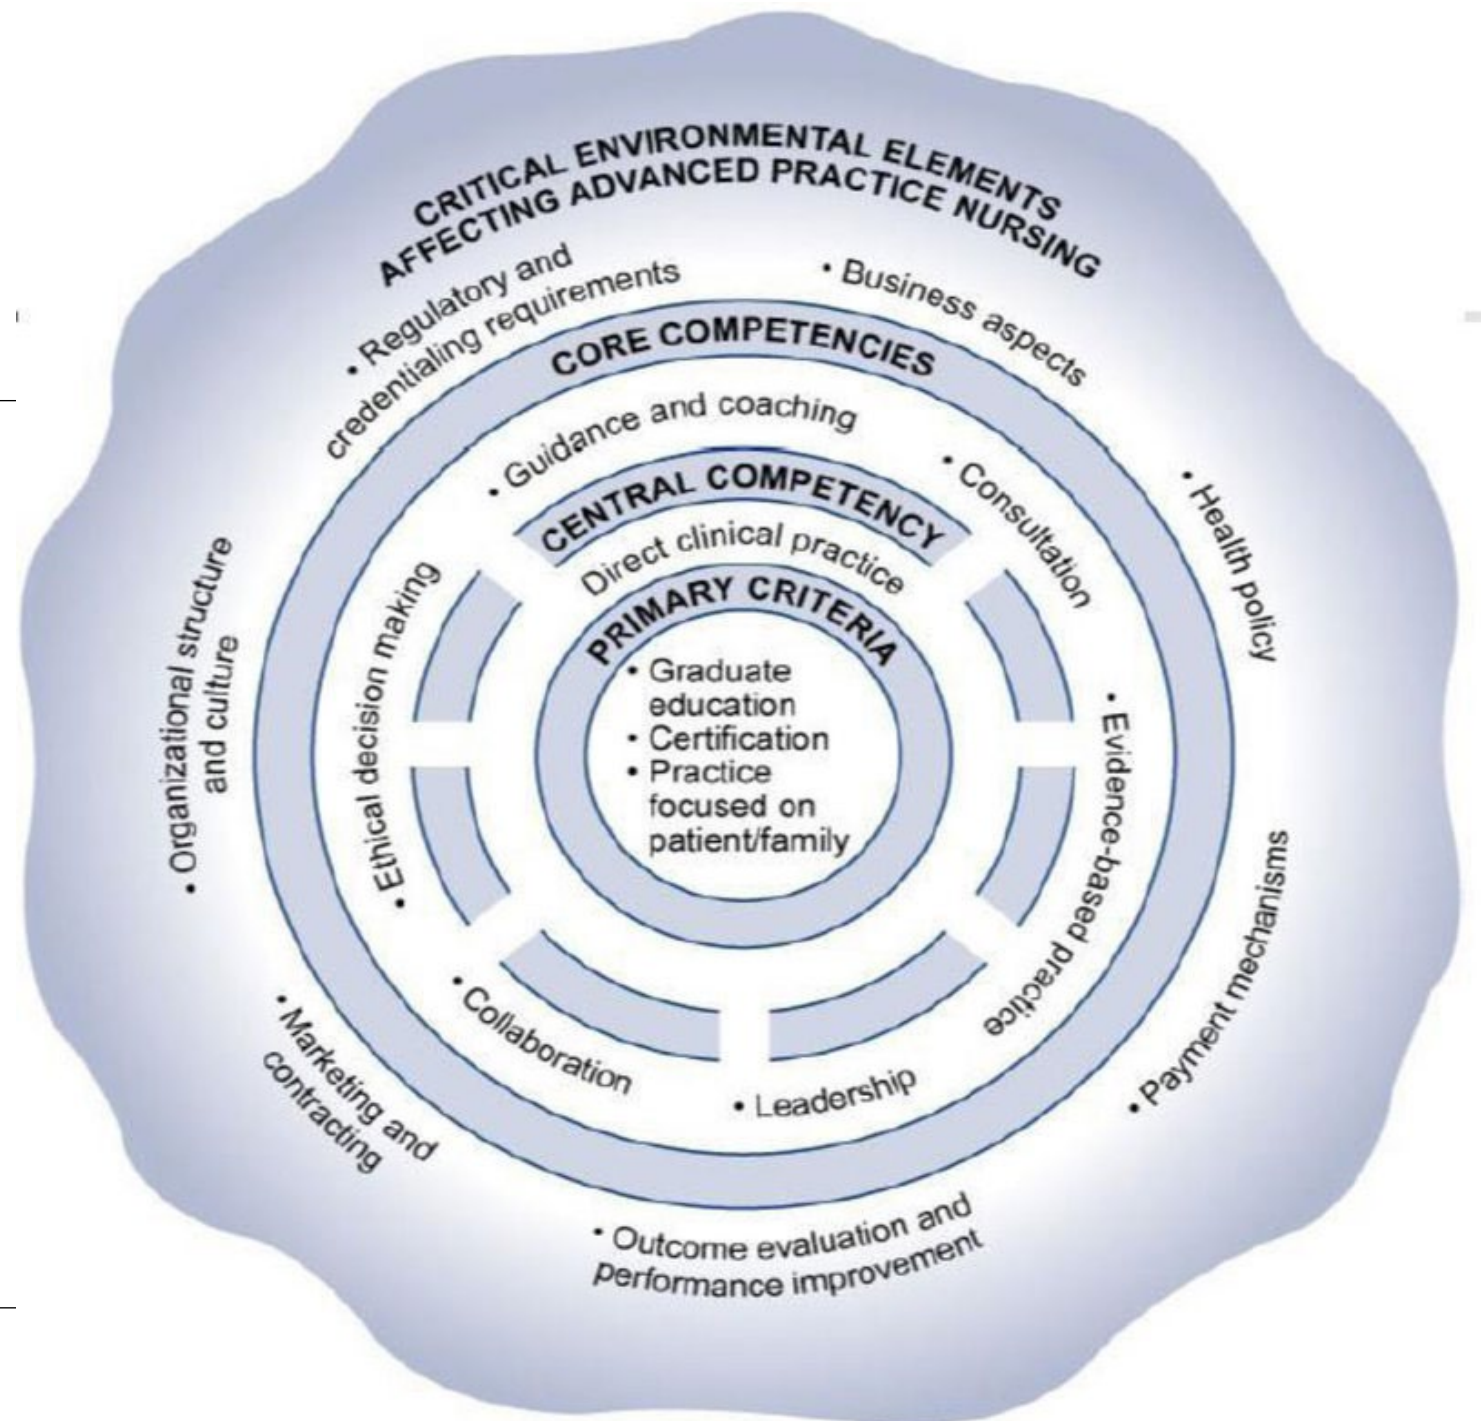 CRITICAL ENVIRONMENTAL ELEMENTS
AFFECTING ADVANCED PRACTICE NURSING
• Regulatory and
credentialing requirements
• Business aspects
• Health policy
• Payment mechanisms
• Outcome evaluation and
performance improvement
• Marketing and
contracting
• Organizational structure
and culture
CORE COMPETENCIES
• Guidance and coaching
• Consultation
• Evidence-based practice
• Leadership
• Collaboration
• Ethical decision making
CENTRAL COMPETENCY
Direct clinical practice
PRIMARY CRITERIA
• Graduate
education
• Certification
• Practice
focused on
patient/family